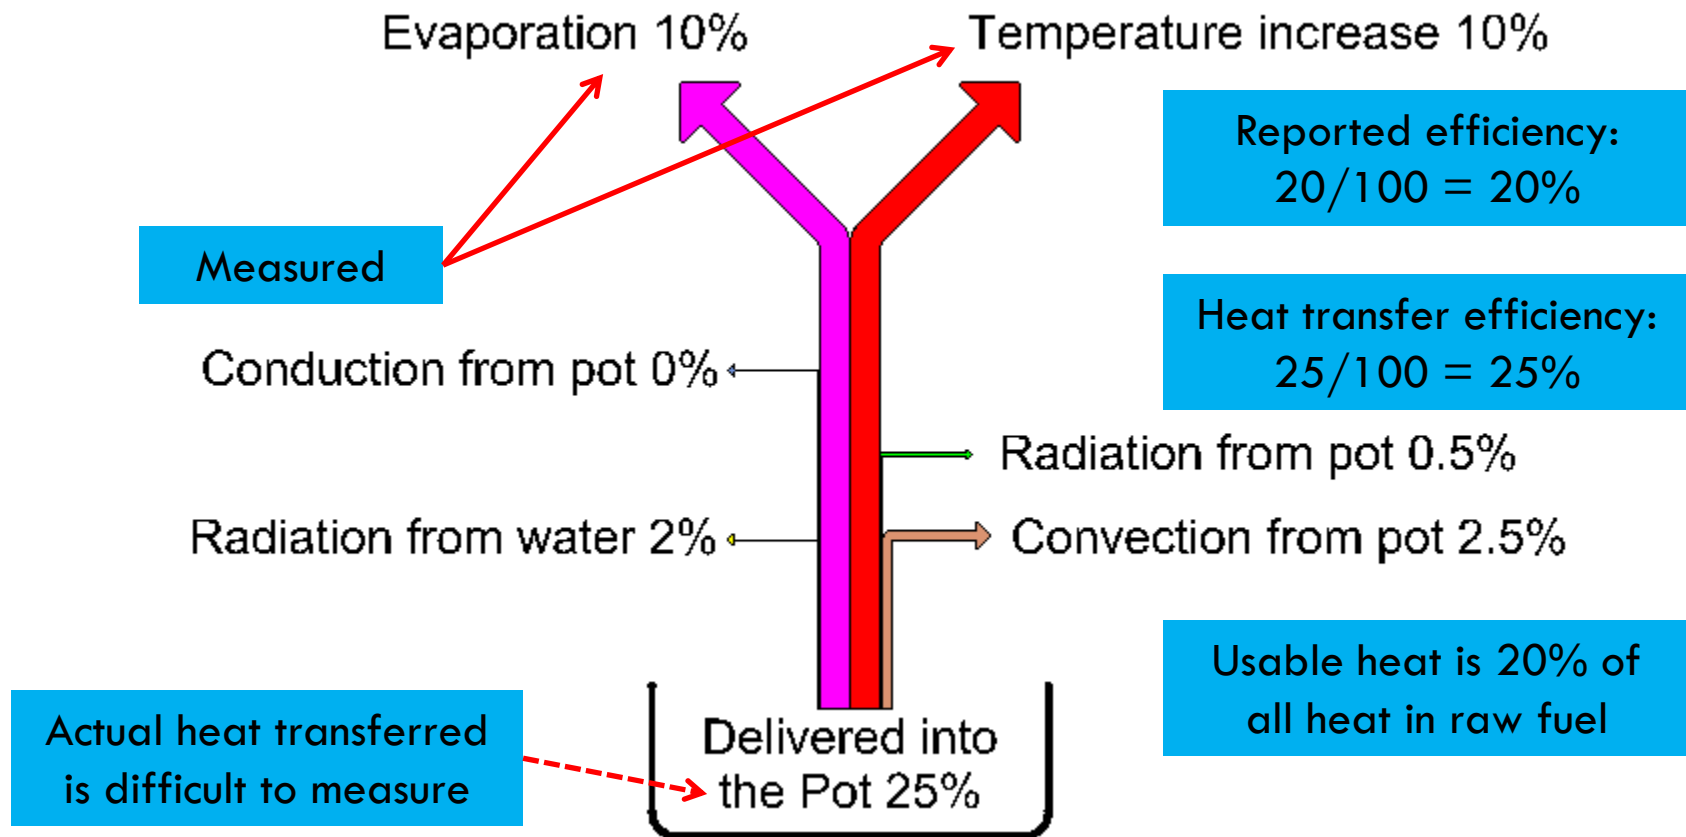 Evaporation 10%
Temperature increase 10%
Reported efficiency:
20/100 = 20%
Measured
Heat transfer efficiency:
25/100 = 25%
Conduction from pot 0%
Radiation from pot 0.5%
Radiation from water 2%
Convection from pot 2.5%
Usable heat is 20% of
all heat in raw fuel
Actual heat transferred
is difficult to measure
Delivered into
the Pot 25%